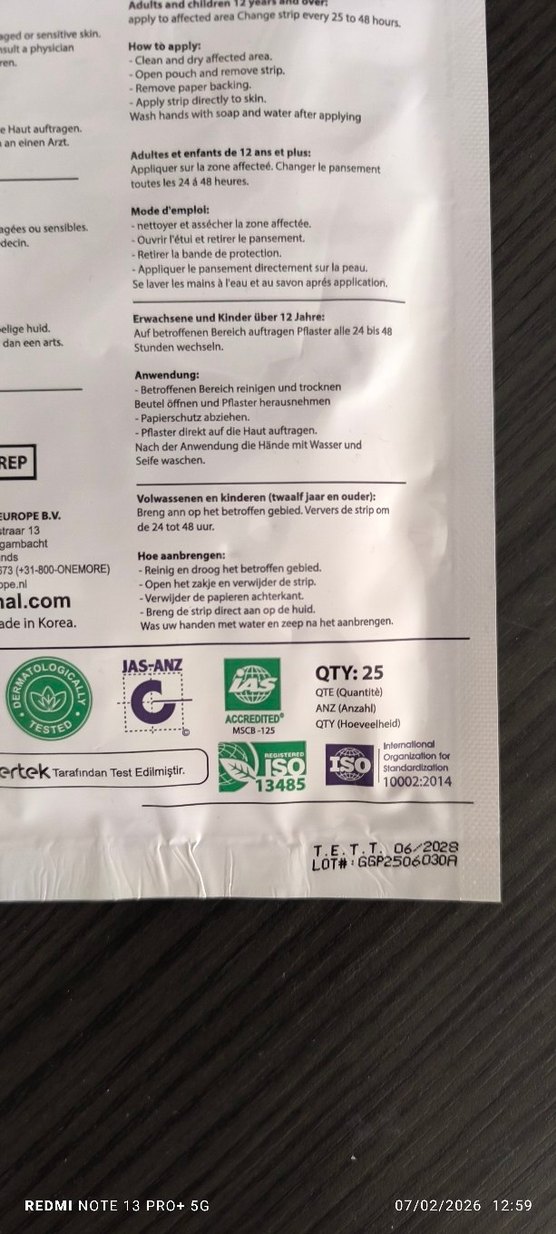 aged or sensitive skin.
nsult a physician
ren.
e Haut auftragen.
an einen Arzt.
agées ou sensibles.
decin.
elige huid.
dan een arts.
REP
EUROPE B.V.
straar 13
gambacht
nds
673 (+31-800-ONEMORE)
ope.nl
nal.com
ade in Korea.
Adults and children 12 years and over:
apply to affected area Change strip every 25 to 48 hours.
How to apply:
- Clean and dry affected area.
- Open pouch and remove strip.
- Remove paper backing.
- Apply strip directly to skin.
Wash hands with soap and water after applying
Adultes et enfants de 12 ans et plus:
Appliquer sur la zone affecteé. Changer le pansement
toutes les 24 á 48 heures.
Mode d'emploi:
- nettoyer et assécher la zone affectée.
- Ouvrir l'étui et retirer le pansement.
- Retirer la bande de protection.
- Appliquer le pansement directement sur la peau.
Se laver les mains à l'eau et au savon aprés application.
Erwachsene und Kinder über 12 Jahre:
Auf betroffenen Bereich auftragen Pflaster alle 24 bis 48
Stunden wechseln.
Anwendung:
- Betroffenen Bereich reinigen und trocknen
Beutel öffnen und Pflaster herausnehmen
- Papierschutz abziehen.
- Pflaster direkt auf die Haut auftragen.
Nach der Anwendung die Hände mit Wasser und
Seife waschen.
Volwassenen en kinderen (twaalf jaar en ouder):
Breng ann op het betroffen gebied. Ververs de strip om
de 24 tot 48 uur.
Hoe aanbrengen:
- Reinig en droog het betroffen gebied.
- Open het zakje en verwijder de strip.
- Verwijder de papieren achterkant.
- Breng de strip direct aan op de huid.
Was uw handen met water en zeep na het aanbrengen.
DERMATOLOGICALLY
TESTED
JAS-ANZ
©
IAS
ACCREDITED®
MSCB-125
QTY: 25
QTE (Quantitè)
ANZ (Anzahl)
QTY (Hoeveelheid)
ertek Tarafından Test Edilmiştir.
REGISTERED
ISO
13485
ISO
International
Organization for
Standardization
10002:2014
T.E.T.T. 06/2028
LOT#:GGP2506030A
REDMI NOTE 13 PRO+ 5G
07/02/2026 12:59